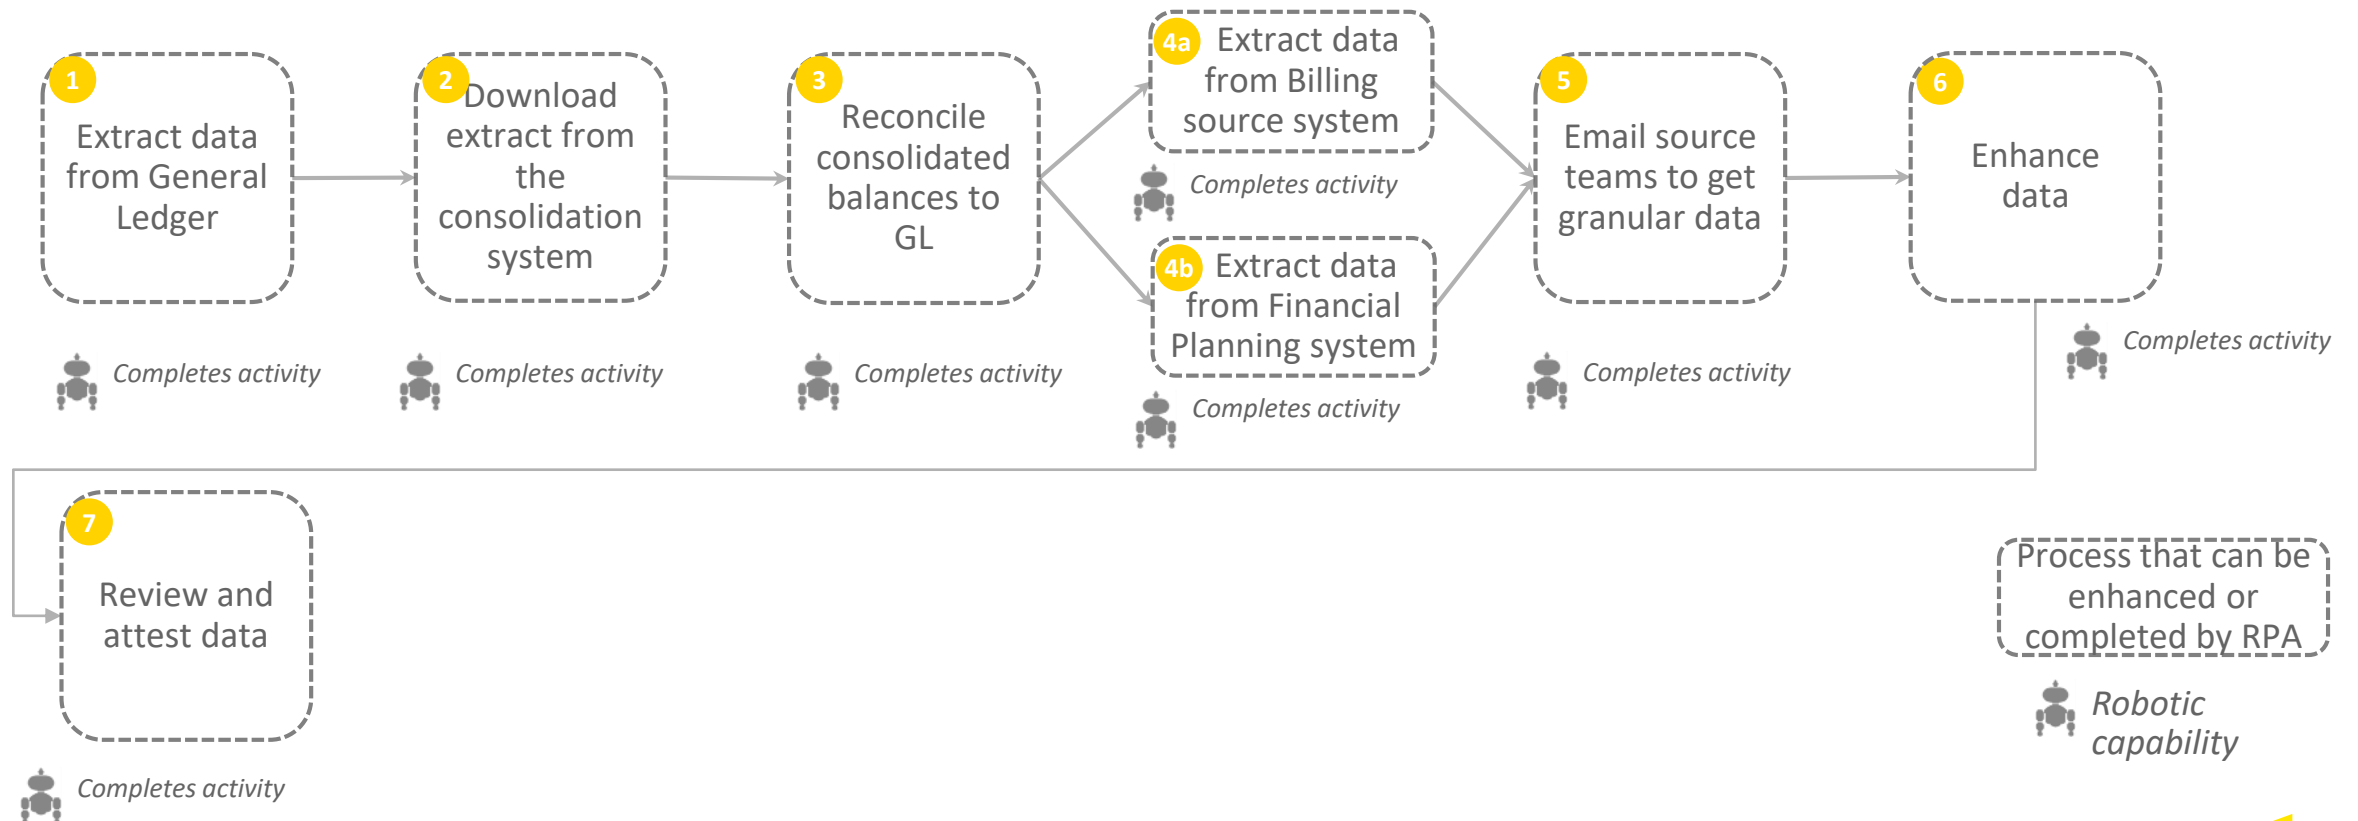 1
Extract data
from General
Ledger
Completes activity
2
Download
extract from
the
consolidation
system
Completes activity
3
Reconcile
consolidated
balances to
GL
Completes activity
4a
Extract data
from Billing
source system
Completes activity
4b
Extract data
from Financial
Planning system
Completes activity
5
Email source
teams to get
granular data
Completes activity
6
Enhance
data
Completes activity
7
Review and
attest data
Completes activity
Process that can be
enhanced or
completed by RPA
Robotic
capability